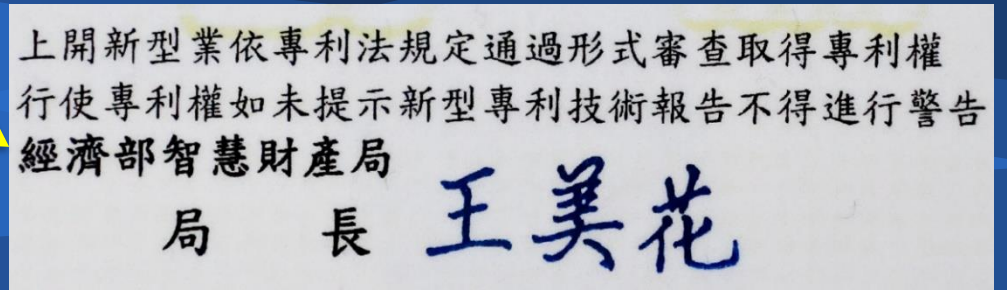 上開新型業依專利法規定通過形式審查取得專利權
行使專利權如未提示新型專利技術報告不得進行警告
經濟部智慧財產局
局長 王美花